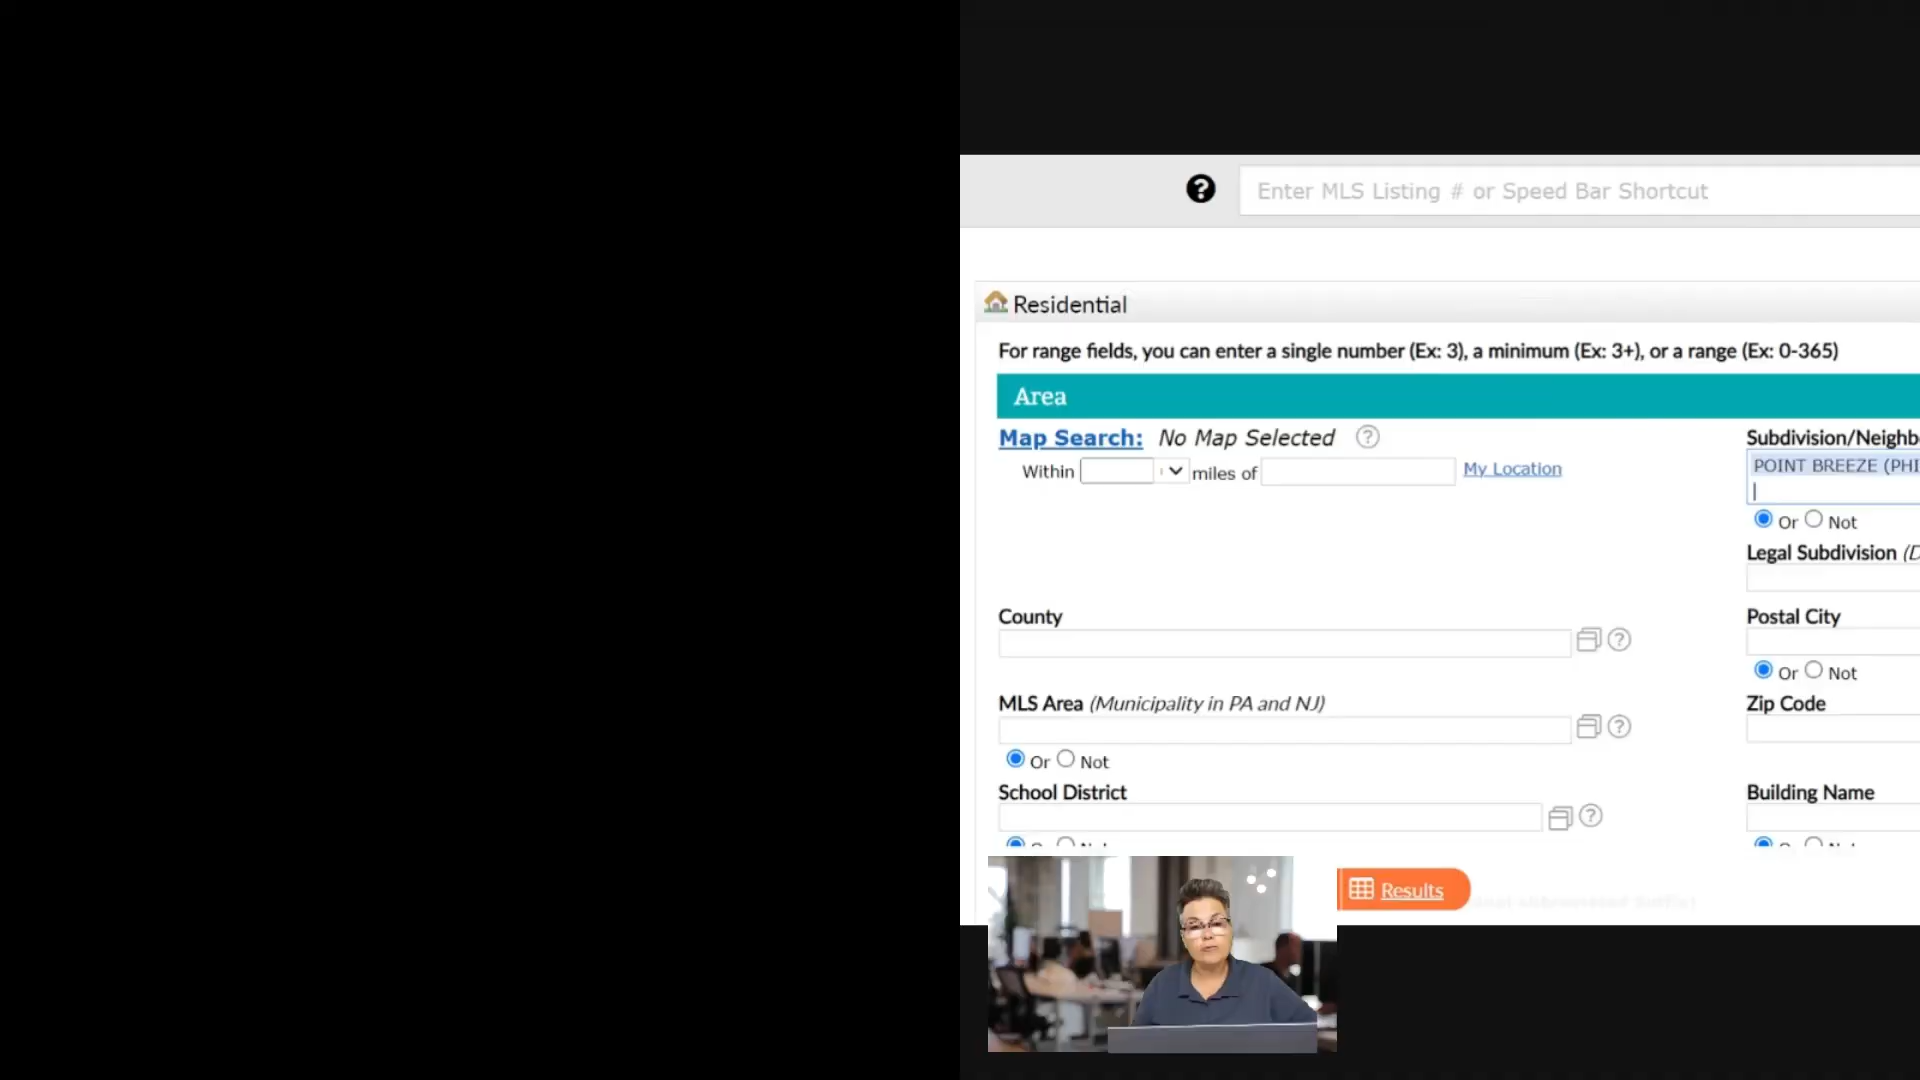 Enter MLS Listing # or Speed Bar Shortcut
Residential
For range fields, you can enter a single number (Ex: 3), a minimum (Ex: 3+), or a range (Ex: 0-365)
Area
Map Search: No Map Selected
Within miles of My Location
Subdivision/Neighb
POINT BREEZE (PHI
Or Not
Legal Subdivision (D
County
Postal City
Or Not
MLS Area (Municipality in PA and NJ)
Zip Code
Or Not
School District
Building Name
Results